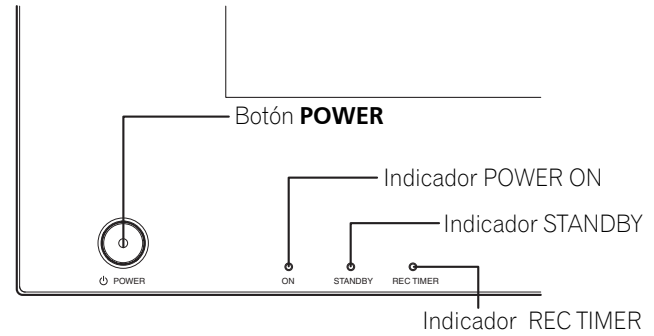 Botón POWER
Indicador POWER ON
Indicador STANDBY
POWER
ON
STANDBY
REC TIMER
Indicador REC TIMER